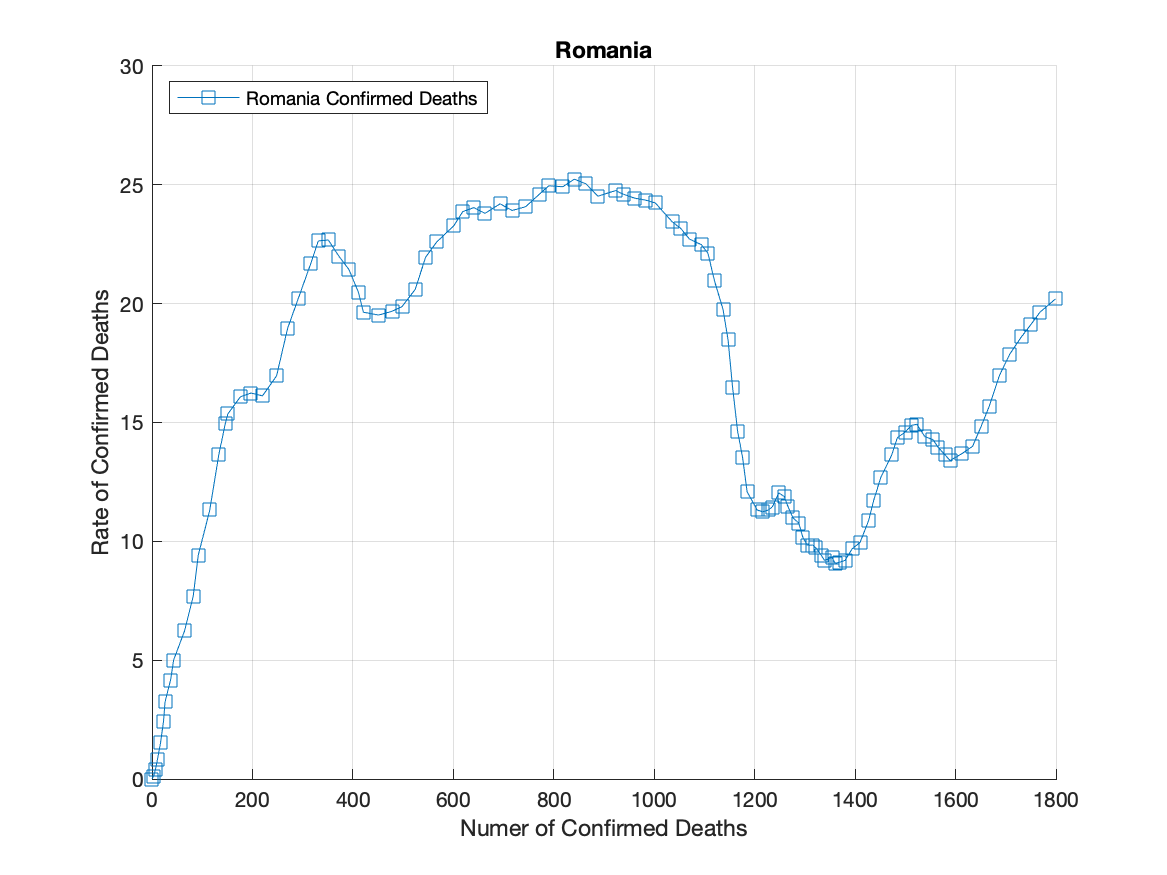 Romania
30
Romania Confirmed Deaths
25
20
15
10
5
0
Rate of Confirmed Deaths
0 200 400 600 800 1000 1200 1400 1600 1800
Numer of Confirmed Deaths